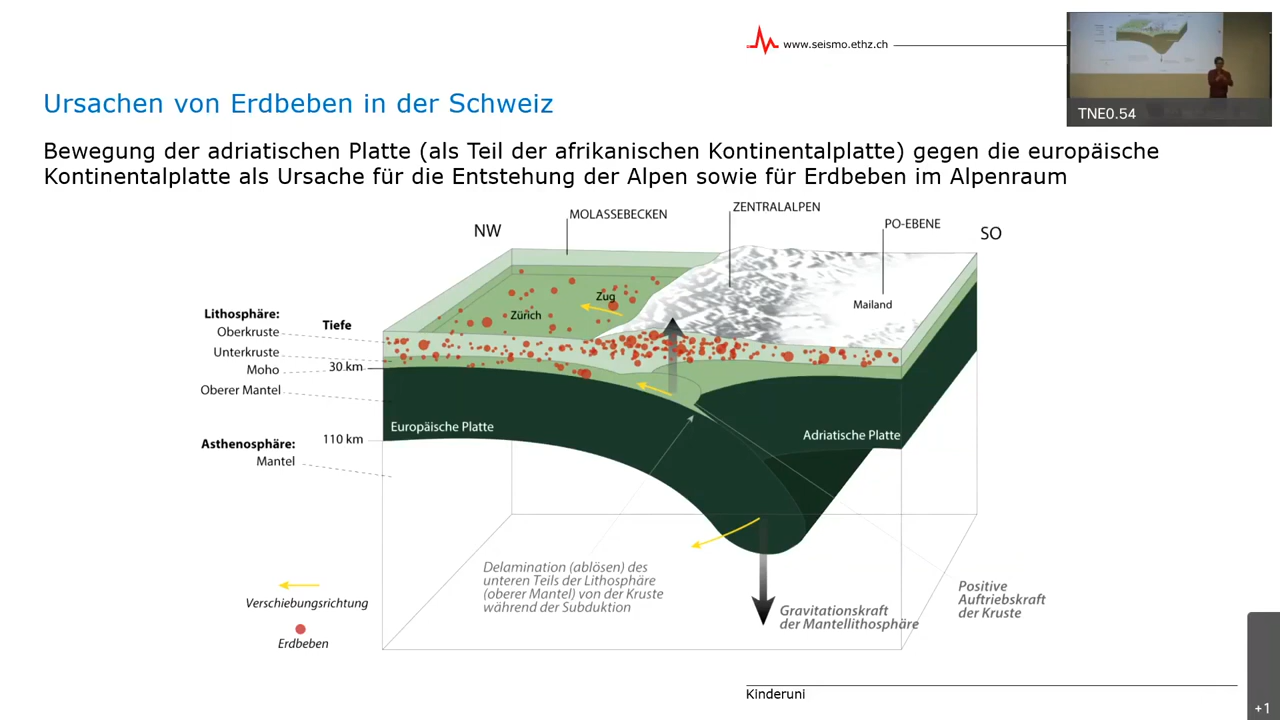 www.seismo.ethz.ch
TNE0.54
Ursachen von Erdbeben in der Schweiz
Bewegung der adriatischen Platte (als Teil der afrikanischen Kontinentalplatte) gegen die europäische
Kontinentalplatte als Ursache für die Entstehung der Alpen sowie für Erdbeben im Alpenraum
NW
MOLASSEBECKEN
ZENTRALALPEN
PO-EBENE
SO
Zug
Zürich
Mailand
Lithosphäre:
Oberkruste
Tiefe
Unterkruste
Moho
30 km
Oberer Mantel
Asthenosphäre:
110 km
Mantel
Europäische Platte
Adriatische Platte
Delamination (ablösen) des
unteren Teils der Lithosphäre
(oberer Mantel) von der Kruste
während der Subduktion
Gravitationskraft
der Mantellithosphäre
Positive
Auftriebskraft
der Kruste
Verschiebungsrichtung
Erdbeben
Kinderuni
+1